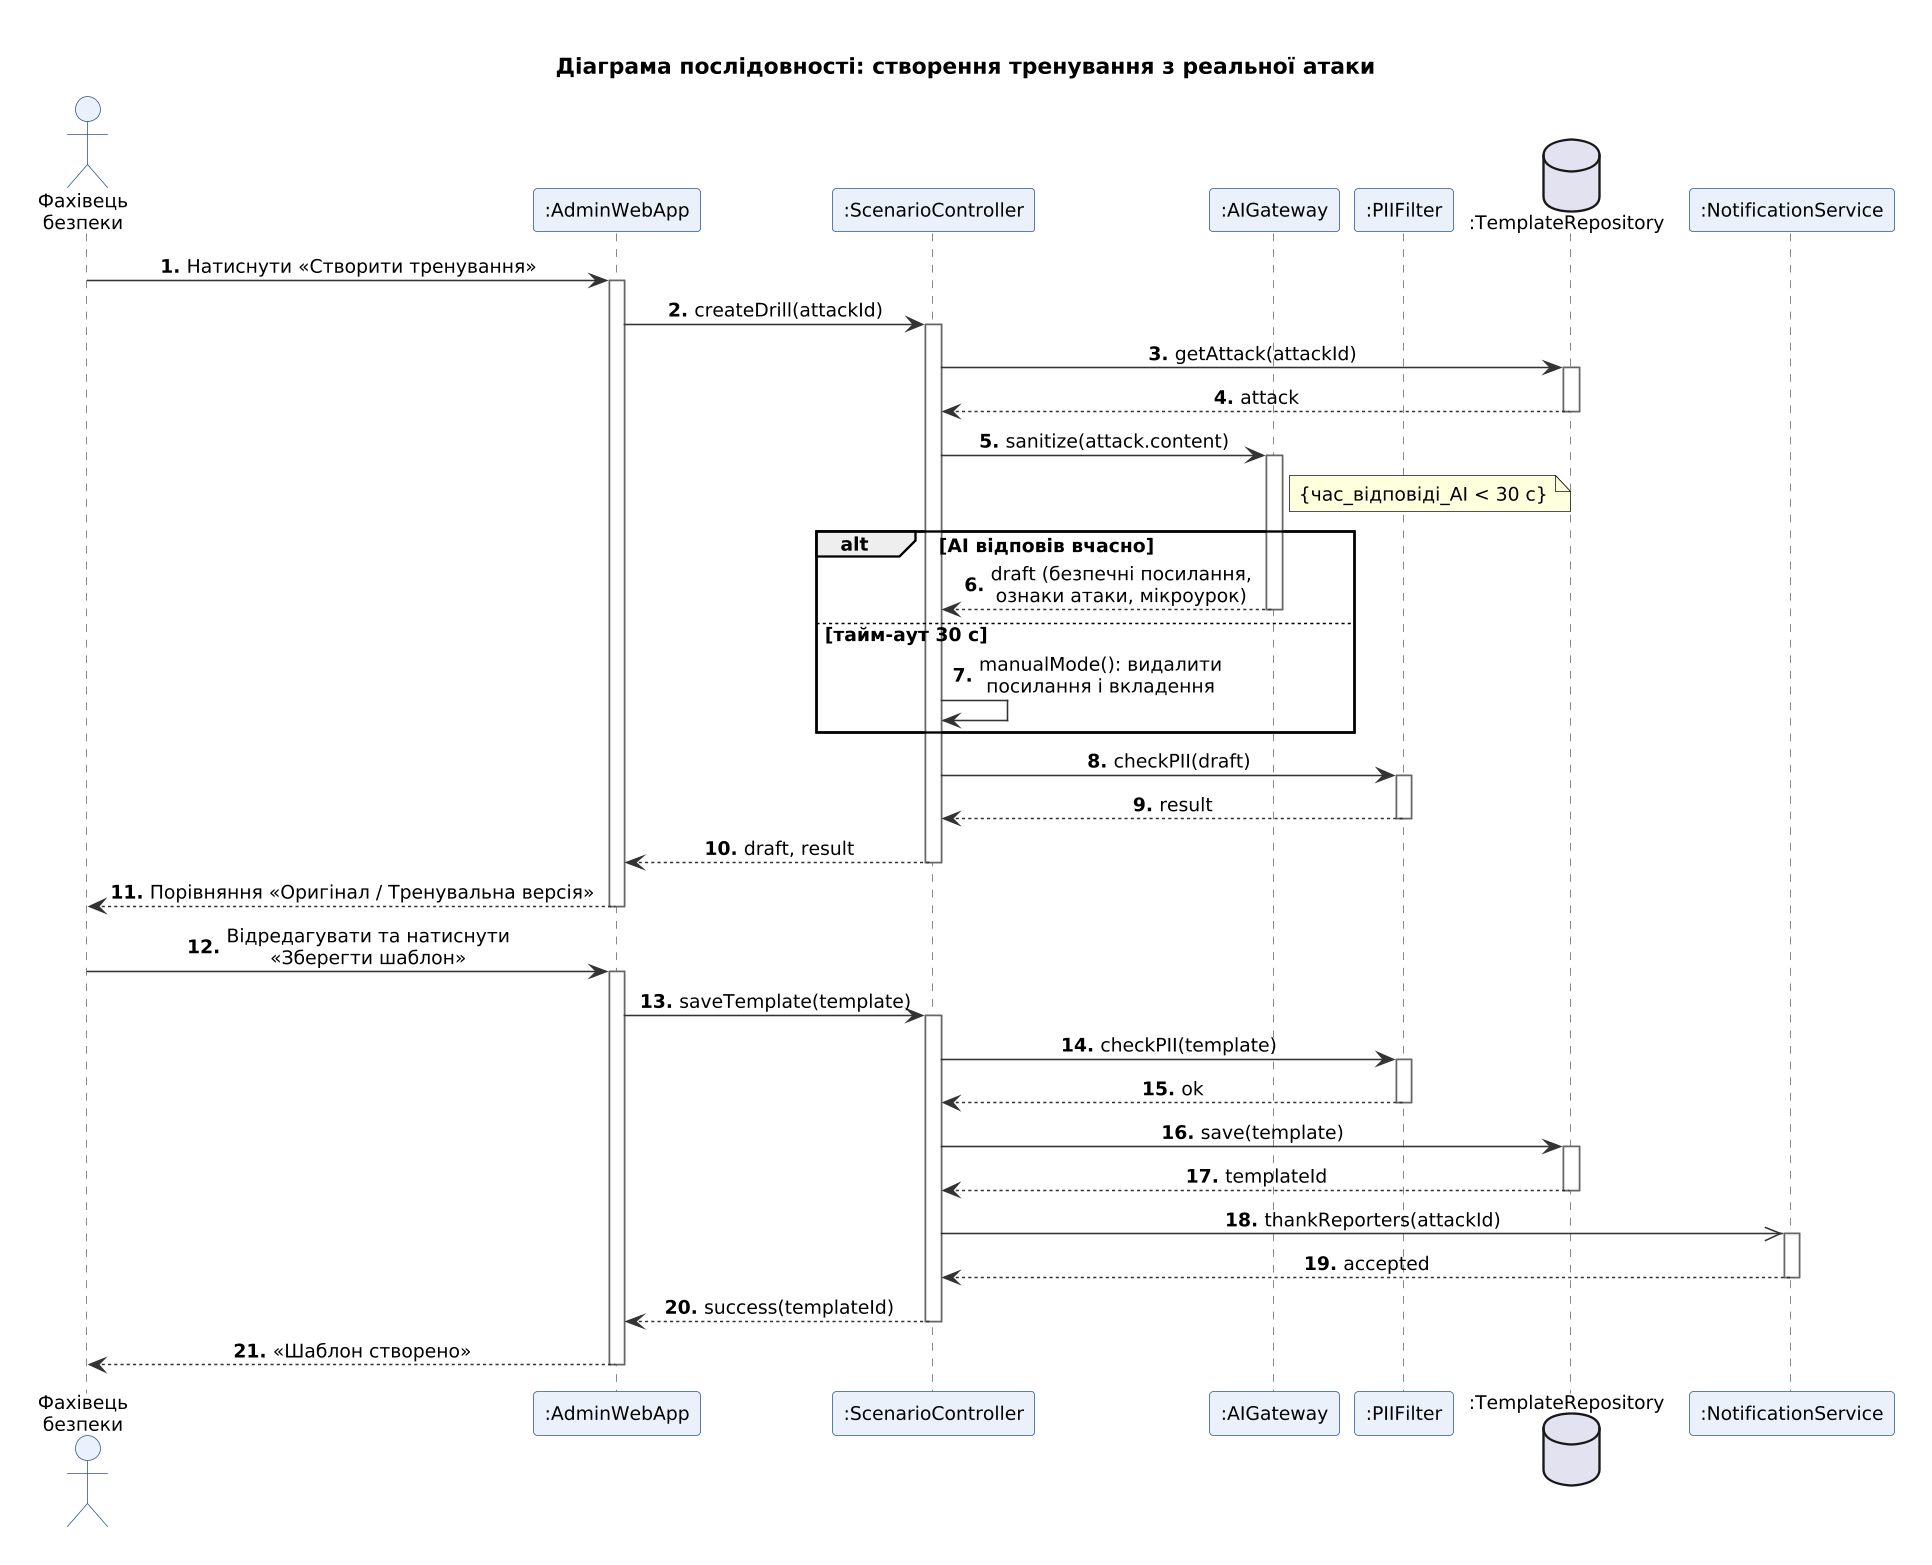 Діаграма послідовності: створення тренування з реальної атаки
Фахівець
безпеки
:AdminWebApp
:ScenarioController
:AIGateway
:PIIFilter
:TemplateRepository
:NotificationService
1. Натиснути «Створити тренування»
2. createDrill(attackId)
3. getAttack(attackId)
4. attack
5. sanitize(attack.content)
{час_відповіді_AI < 30 с}
alt
[AI відповів вчасно]
6. draft (безпечні посилання,
ознаки атаки, мікроурок)
[тайм-аут 30 с]
7. manualMode(): видалити
посилання і вкладення
8. checkPII(draft)
9. result
10. draft, result
11. Порівняння «Оригінал / Тренувальна версія»
12. Відредагувати та натиснути
«Зберегти шаблон»
13. saveTemplate(template)
14. checkPII(template)
15. ok
16. save(template)
17. templateId
18. thankReporters(attackId)
19. accepted
20. success(templateId)
21. «Шаблон створено»
Фахівець
безпеки
:AdminWebApp
:ScenarioController
:AIGateway
:PIIFilter
:TemplateRepository
:NotificationService